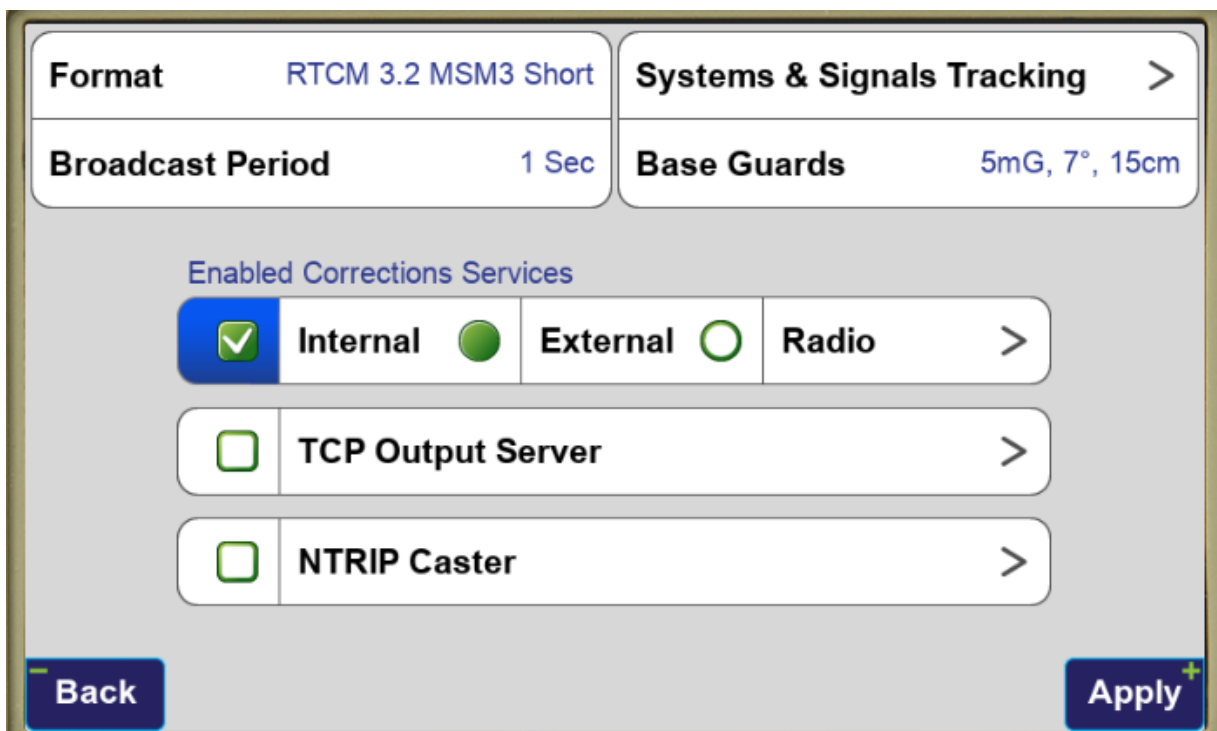 Format RTCM 3.2 MSM3 Short
Systems & Signals Tracking >
Broadcast Period 1 Sec
Base Guards 5mG, 7°, 15cm
Enabled Corrections Services
Internal External Radio >
TCP Output Server >
NTRIP Caster >
Back
Apply